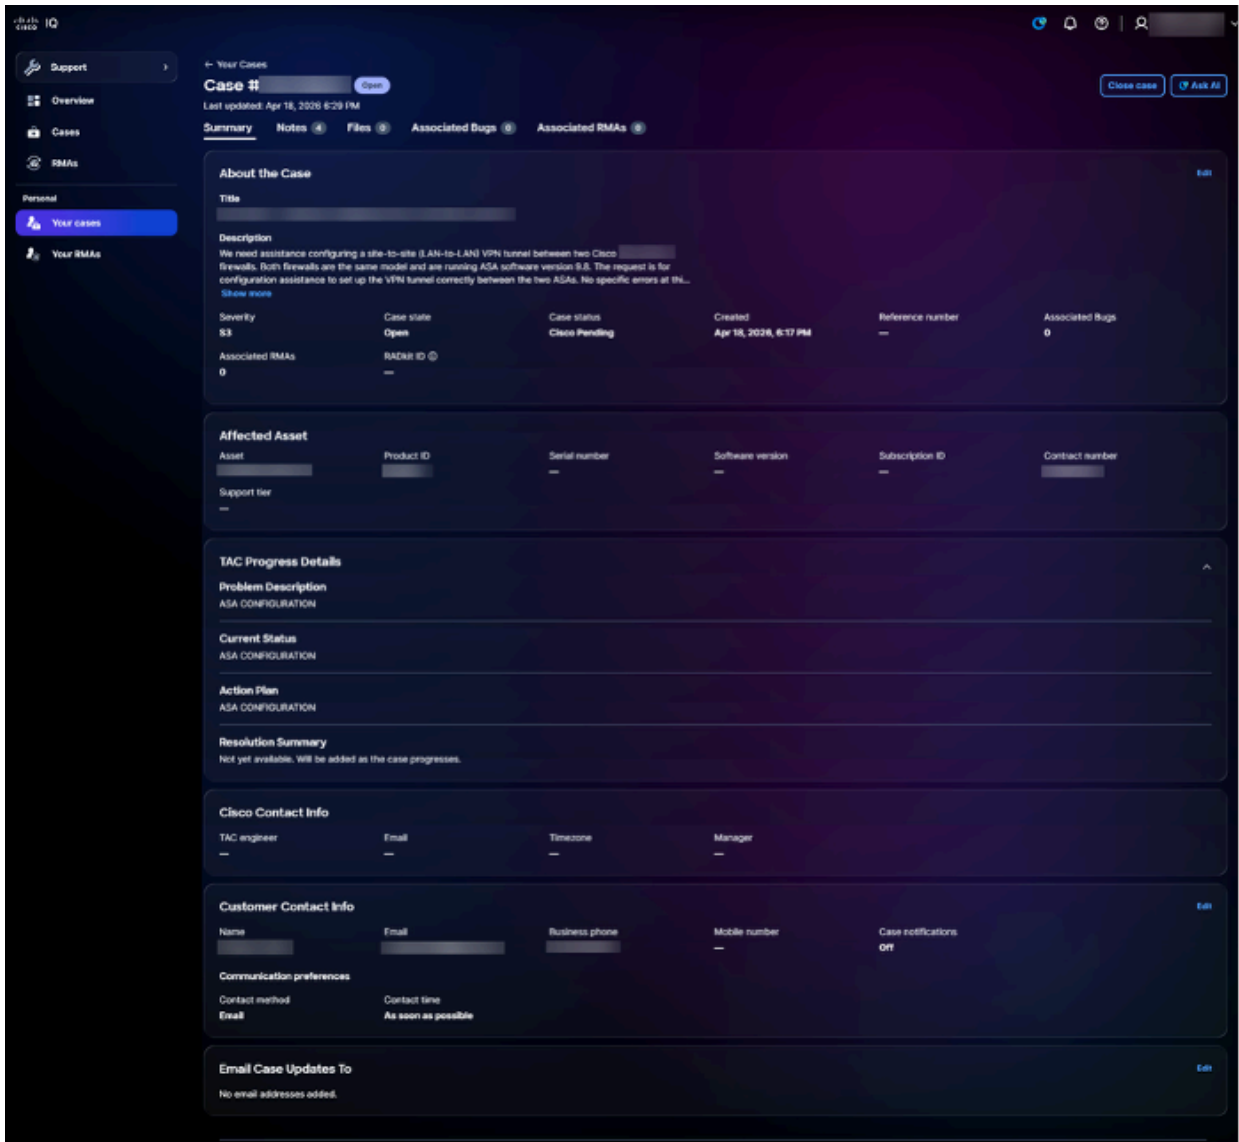 cisco IQ
Support
Overview
Cases
RMAs
Personal
Your cases
Your RMAs
← Your Cases
Case # Open
Close case Ask AI
Last updated: Apr 18, 2026 6:29 PM
Summary Notes 4 Files 0 Associated Bugs 0 Associated RMAs 0
About the Case Edit
Title
Description
We need assistance configuring a site-to-site (LAN-to-LAN) VPN tunnel between two Cisco
firewalls. Both firewalls are the same model and are running ASA software version 9.8. The request is for
configuration assistance to set up the VPN tunnel correctly between the two ASAs. No specific errors at thi...
Show more
Severity Case state Case status Created Reference number Associated Bugs
S3 Open Cisco Pending Apr 18, 2026, 6:17 PM — 0
Associated RMAs RADkit ID
0 —
Affected Asset
Asset Product ID Serial number Software version Subscription ID Contract number
— — —
Support tier
—
TAC Progress Details
Problem Description
ASA CONFIGURATION
Current Status
ASA CONFIGURATION
Action Plan
ASA CONFIGURATION
Resolution Summary
Not yet available. Will be added as the case progresses.
Cisco Contact Info
TAC engineer Email Timezone Manager
— — — —
Customer Contact Info Edit
Name Email Business phone Mobile number Case notifications
— Off
Communication preferences
Contact method Contact time
Email As soon as possible
Email Case Updates To Edit
No email addresses added.